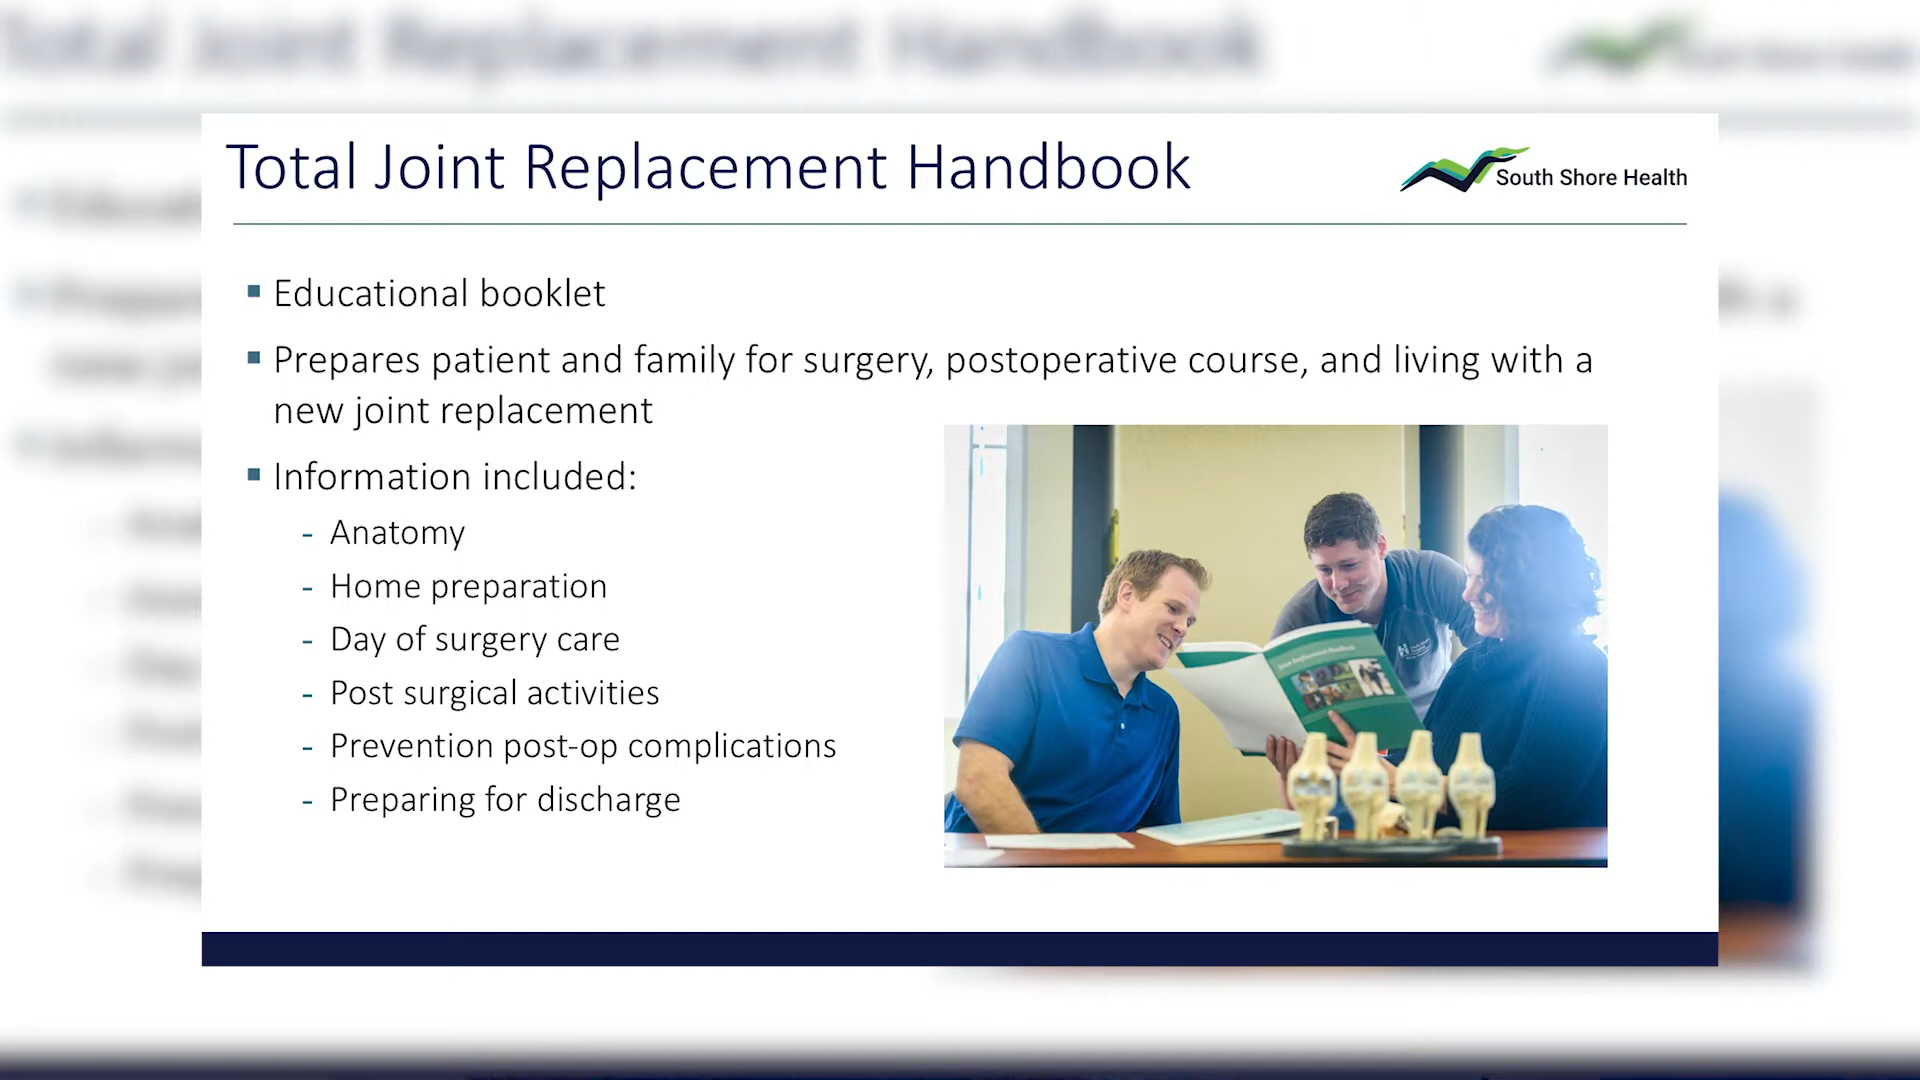 Total Joint Replacement Handbook
South Shore Health
▪ Educational booklet
▪ Prepares patient and family for surgery, postoperative course, and living with a
new joint replacement
▪ Information included:
- Anatomy
- Home preparation
- Day of surgery care
- Post surgical activities
- Prevention post-op complications
- Preparing for discharge